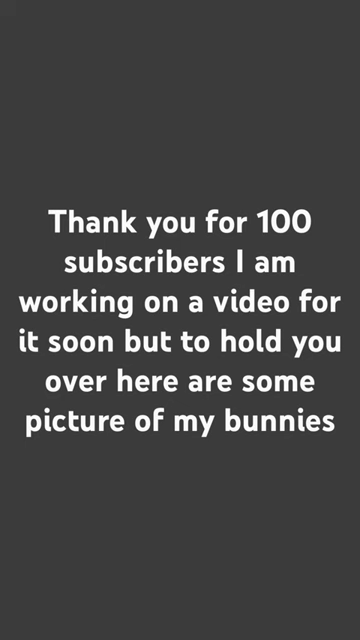 Thank you for 100
subscribers I am
working on a video for
it soon but to hold you
over here are some
picture of my bunnies